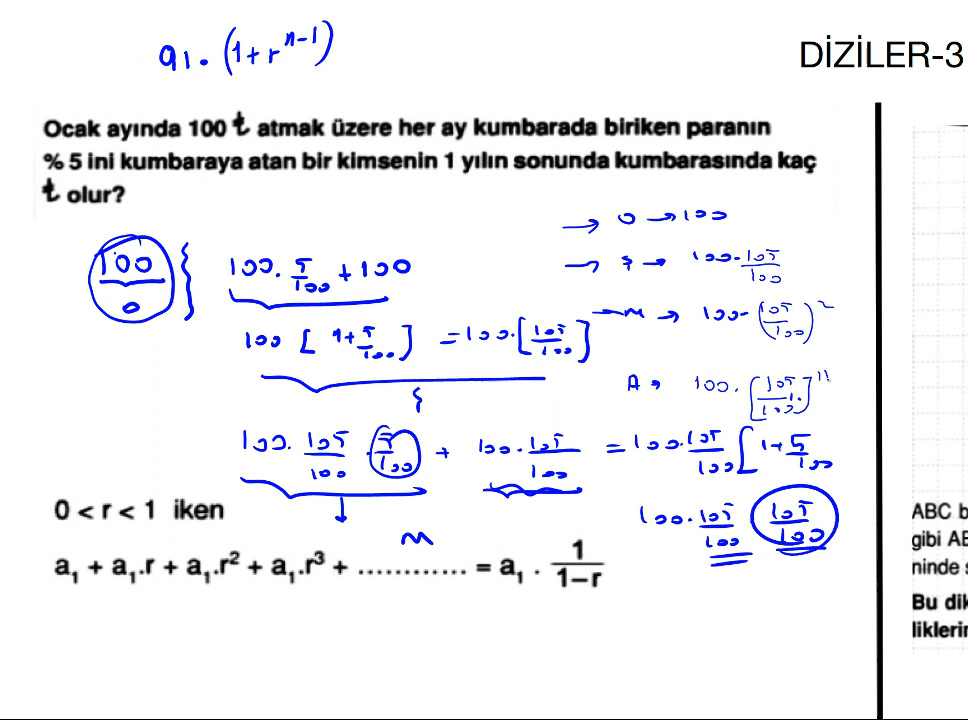 a1. (1+r^n-1)
DİZİLER-3
Ocak ayında 100 ₺ atmak üzere her ay kumbarada biriken paranın
% 5 ini kumbaraya atan bir kimsenin 1 yılın sonunda kumbarasında kaç
₺ olur?
→ O → 100
100/O { 100. 5/100 + 100
→ Ş → 100. 105/100
100 [1+5/100] = 100. [105/100]
→ M → 100. (105/100)^2
Ş
A → 100. [105/100]^11
100. 105/100 . (5/100) + 100. 105/100 = 100. 105/100 [1+5/100
100. 105/100 (105/100)
M
0 < r < 1 iken
a₁ + a₁.r + a₁.r² + a₁.r³ + ............ = a₁ . 1/1−r
ABC b
gibi AE
ninde s
Bu dik
liklerin